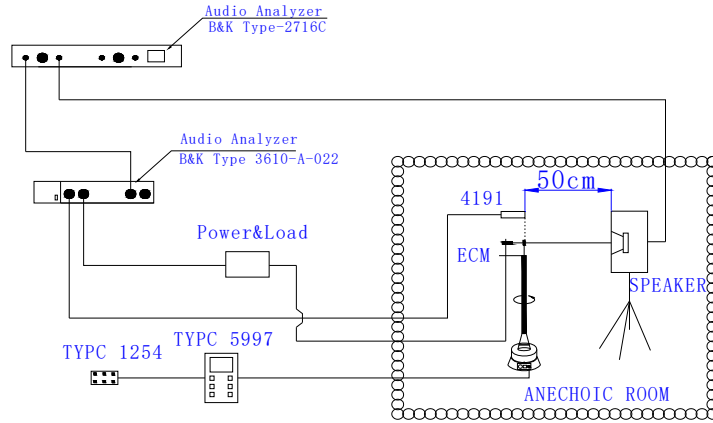 Audio Analyzer
B&K Type-2716C
Audio Analyzer
B&K Type 3610-A-022
50cm
4191
Power&Load
ECM
SPEAKER
TYPC 1254
TYPC 5997
ANECHOIC ROOM